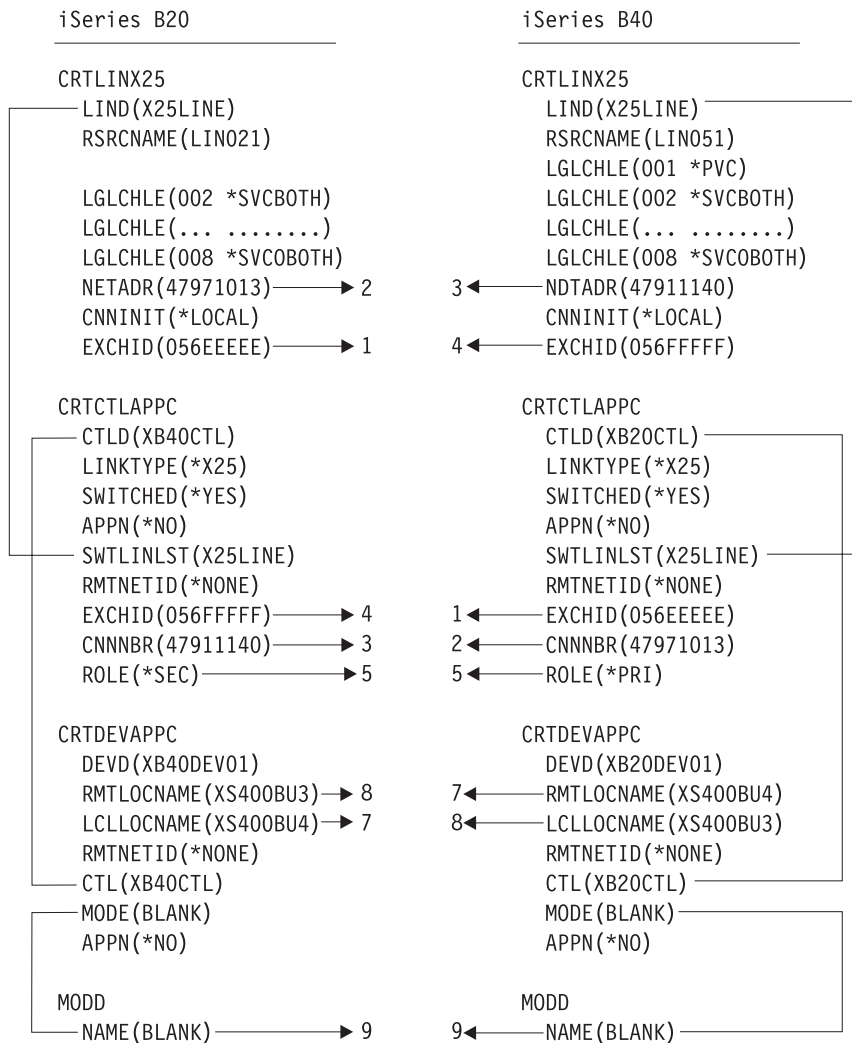 iSeries B20
CRTLINX25
LIND(X25LINE)
RSRCNAME(LIN021)
LGLCHLE(002 *SVCBOTH)
LGLCHLE(... ........)
LGLCHLE(008 *SVCOBOTH)
NETADR(47971013) 2
CNNINIT(*LOCAL)
EXCHID(056EEEEE) 1
CRTCTLAPPC
CTLD(XB40CTL)
LINKTYPE(*X25)
SWITCHED(*YES)
APPN(*NO)
SWTLINLST(X25LINE)
RMTNETID(*NONE)
EXCHID(056FFFFF) 4
CNNNBR(47911140) 3
ROLE(*SEC) 5
CRTDEVAPPC
DEVD(XB40DEV01)
RMTLOCNAME(XS400BU3) 8
LCLLOCNAME(XS400BU4) 7
RMTNETID(*NONE)
CTL(XB40CTL)
MODE(BLANK)
APPN(*NO)
MODD
NAME(BLANK) 9
iSeries B40
CRTLINX25
LIND(X25LINE)
RSRCNAME(LIN051)
LGLCHLE(001 *PVC)
LGLCHLE(002 *SVCBOTH)
LGLCHLE(... ........)
LGLCHLE(008 *SVCOBOTH)
3 NDTADR(47911140)
CNNINIT(*LOCAL)
4 EXCHID(056FFFFF)
CRTCTLAPPC
CTLD(XB20CTL)
LINKTYPE(*X25)
SWITCHED(*YES)
APPN(*NO)
SWTLINLST(X25LINE)
RMTNETID(*NONE)
1 EXCHID(056EEEEE)
2 CNNNBR(47971013)
5 ROLE(*PRI)
CRTDEVAPPC
DEVD(XB20DEV01)
7 RMTLOCNAME(XS400BU4)
8 LCLLOCNAME(XS400BU3)
RMTNETID(*NONE)
CTL(XB20CTL)
MODE(BLANK)
APPN(*NO)
MODD
9 NAME(BLANK)